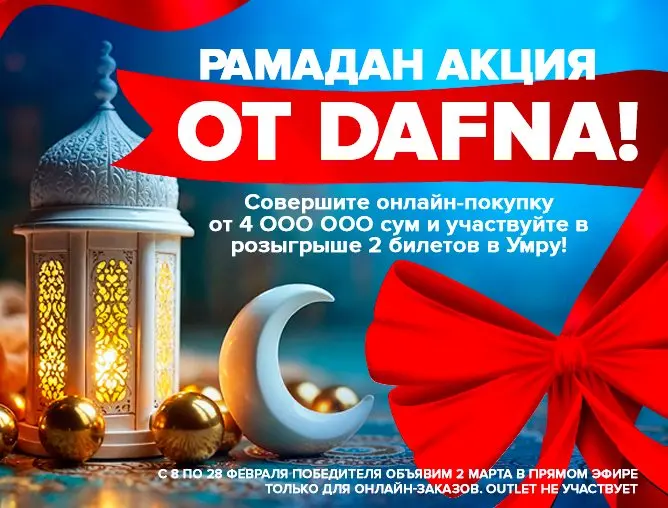 РАМАДАН АКЦИЯ
ОТ DAFNA!
Совершите онлайн-покупку
от 4 000 000 сум и участвуйте в
розыгрыше 2 билетов в Умру!
С 8 ПО 28 ФЕВРАЛЯ ПОБЕДИТЕЛЯ ОБЪЯВИМ 2 МАРТА В ПРЯМОМ ЭФИРЕ
ТОЛЬКО ДЛЯ ОНЛАЙН-ЗАКАЗОВ. OUTLET НЕ УЧАСТВУЕТ